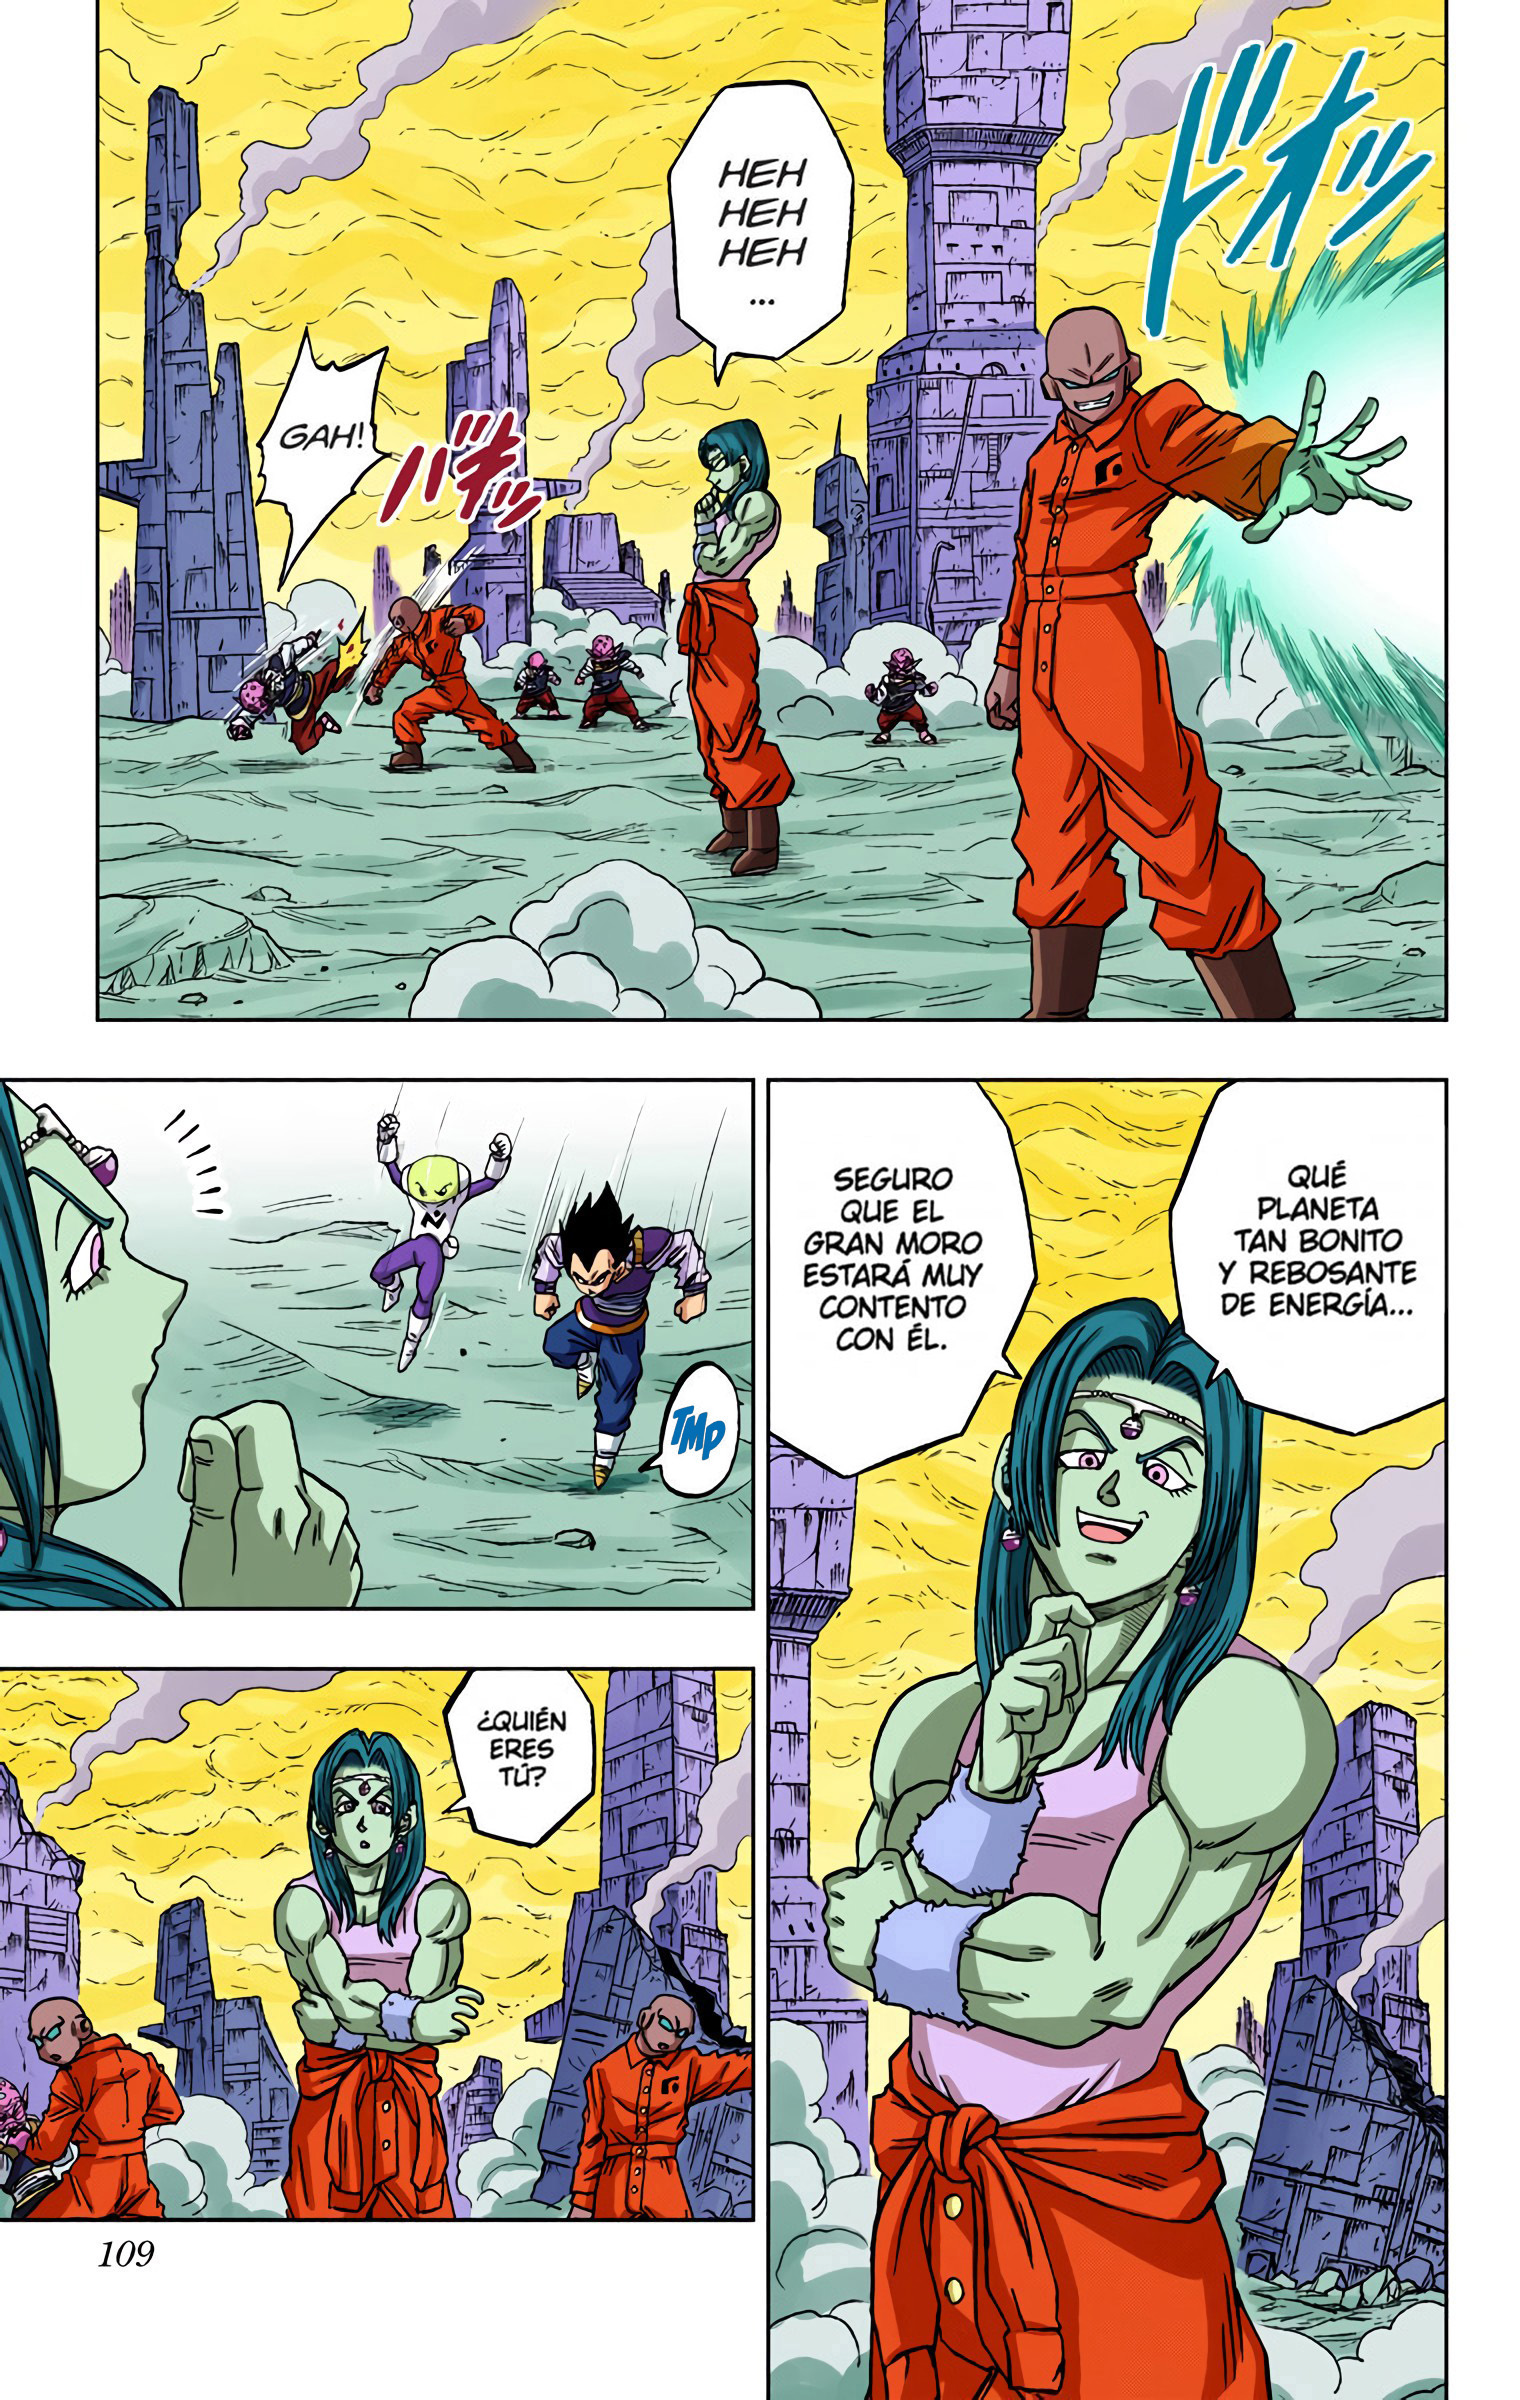 ドオッ
HEH
HEH
HEH
...
GAH!
バキッ
QUÉ
PLANETA
TAN BONITO
Y REBOSANTE
DE ENERGÍA...
SEGURO
QUE EL
GRAN MORO
ESTARÁ MUY
CONTENTO
CON ÉL.
TMP
¿QUIÉN
ERES
TÚ?
109